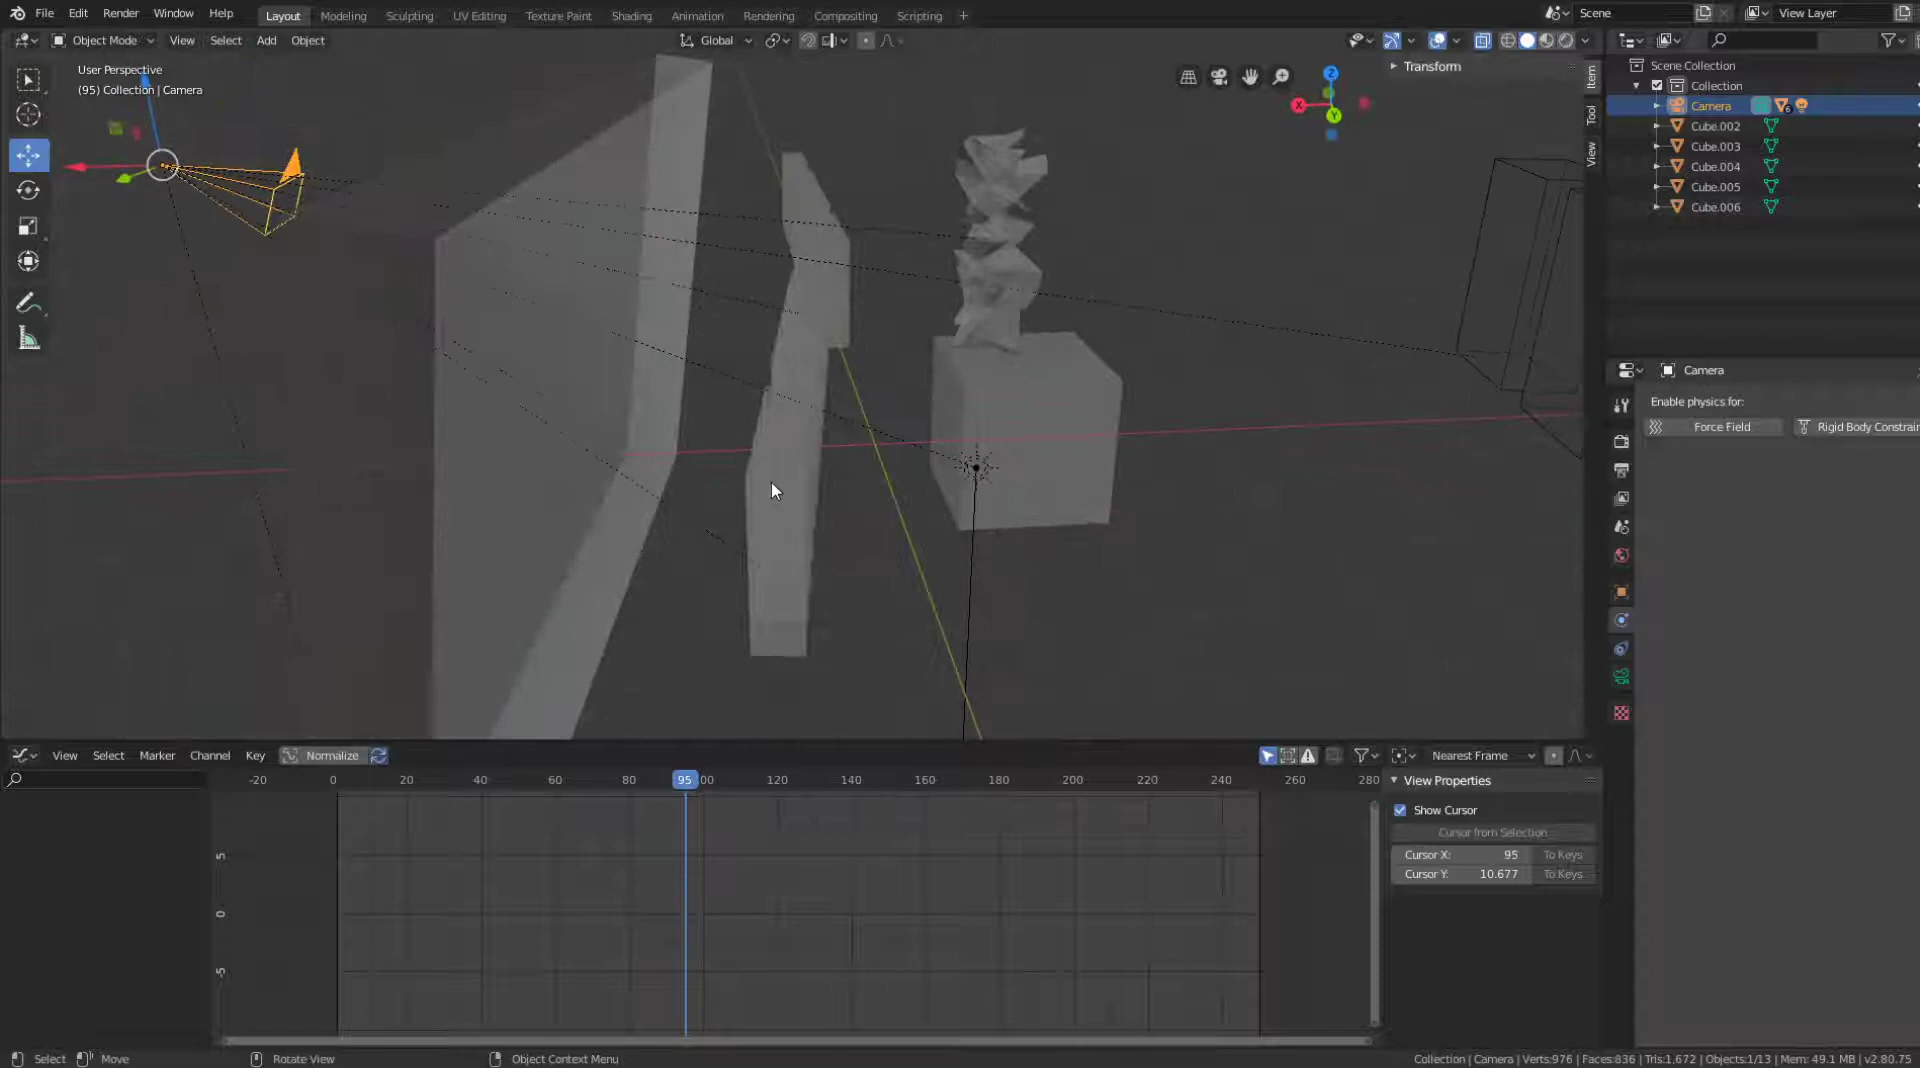 File Edit Render Window Help Layout Modeling Sculpting UV Editing Texture Paint Shading Animation Rendering Compositing Scripting + Scene View Layer
Object Mode View Select Add Object Global
User Perspective
(95) Collection | Camera
Transform
Item
Tool
View
X
Y
Z
Scene Collection
Collection
Camera 6
Cube.002
Cube.003
Cube.004
Cube.005
Cube.006
Camera
Enable physics for:
Force Field Rigid Body Constrain
View Select Marker Channel Key Normalize Nearest Frame
-20 0 20 40 60 80 95 00 120 140 160 180 200 220 240 260 280
5
0
-5
View Properties
Show Cursor
Cursor from Selection
Cursor X: 95 To Keys
Cursor Y: 10.677 To Keys
Select Move Rotate View Object Context Menu Collection | Camera | Verts:976 | Faces:836 | Tris:1,672 | Objects:1/13 | Mem: 49.1 MB | v2.80.75